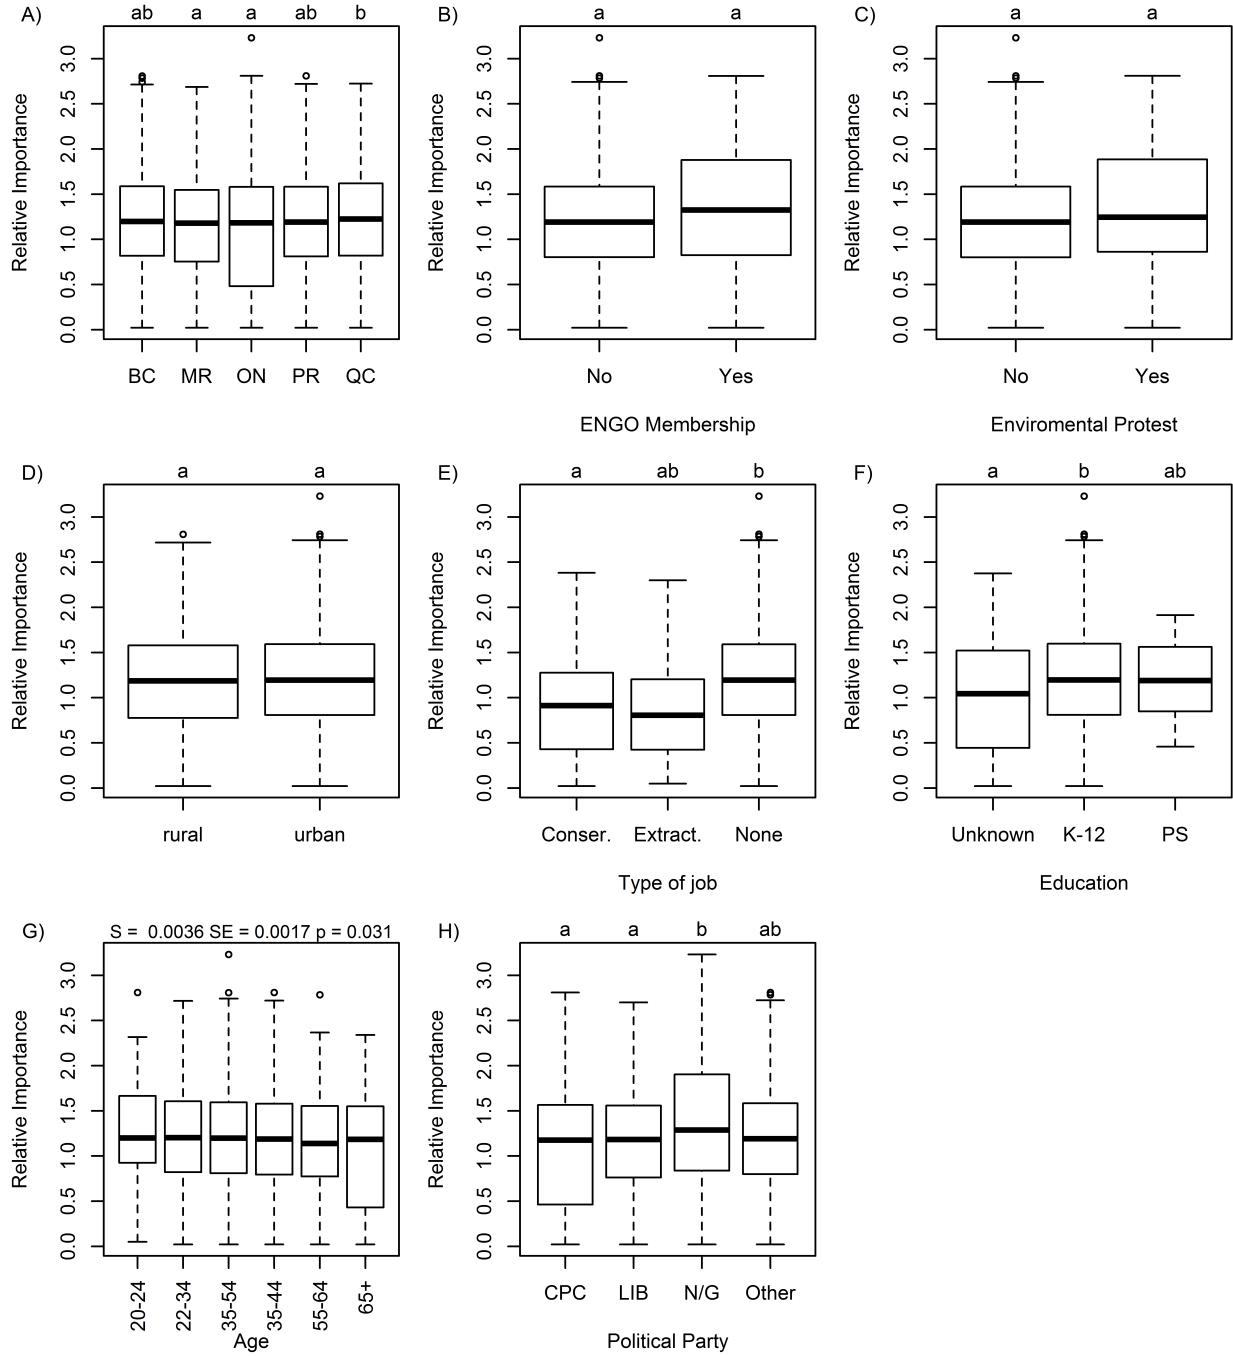 A)
ab a a ab b
Relative Importance
0.0 0.5 1.0 1.5 2.0 2.5 3.0
BC MR ON PR QC
B)
a a
Relative Importance
0.0 0.5 1.0 1.5 2.0 2.5 3.0
No Yes
ENGO Membership
C)
a a
Relative Importance
0.0 0.5 1.0 1.5 2.0 2.5 3.0
No Yes
Enviromental Protest
D)
a a
Relative Importance
0.0 0.5 1.0 1.5 2.0 2.5 3.0
rural urban
E)
a ab b
Relative Importance
0.0 0.5 1.0 1.5 2.0 2.5 3.0
Conser. Extract. None
Type of job
F)
a b ab
Relative Importance
0.0 0.5 1.0 1.5 2.0 2.5 3.0
Unknown K-12 PS
Education
G)
S = 0.0036 SE = 0.0017 p = 0.031
Relative Importance
0.0 0.5 1.0 1.5 2.0 2.5 3.0
20-24 22-34 35-54 35-44 55-64 65+
Age
H)
a a b ab
Relative Importance
0.0 0.5 1.0 1.5 2.0 2.5 3.0
CPC LIB N/G Other
Political Party